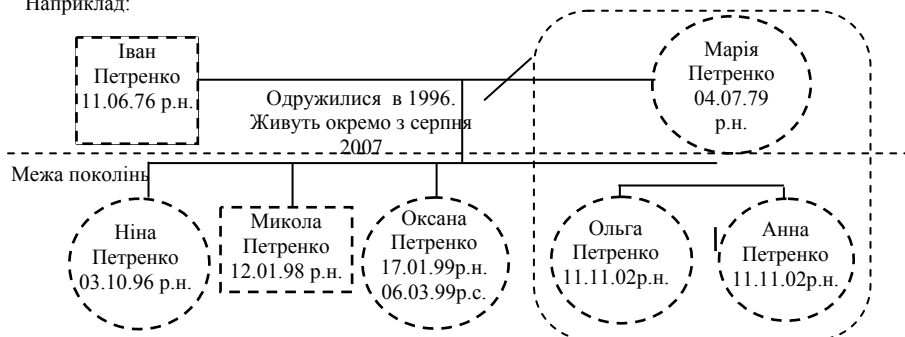 Наприклад:
Іван
Петренко
11.06.76 р.н.
Одружилися в 1996.
Живуть окремо з серпня
2007
Марія
Петренко
04.07.79
р.н.
Межа поколінь
Ніна
Петренко
03.10.96 р.н.
Микола
Петренко
12.01.98 р.н.
Оксана
Петренко
17.01.99р.н.
06.03.99р.с.
Ольга
Петренко
11.11.02р.н.
Анна
Петренко
11.11.02р.н.